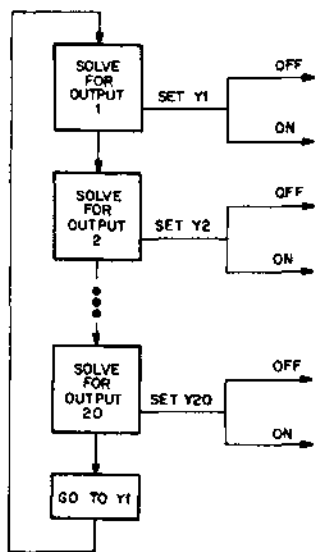 SOLVE
FOR
OUTPUT
1
SET Y1
OFF
ON
SOLVE
FOR
OUTPUT
2
SET Y2
OFF
ON
SOLVE
FOR
OUTPUT
20
SET Y20
OFF
ON
GO TO Y1